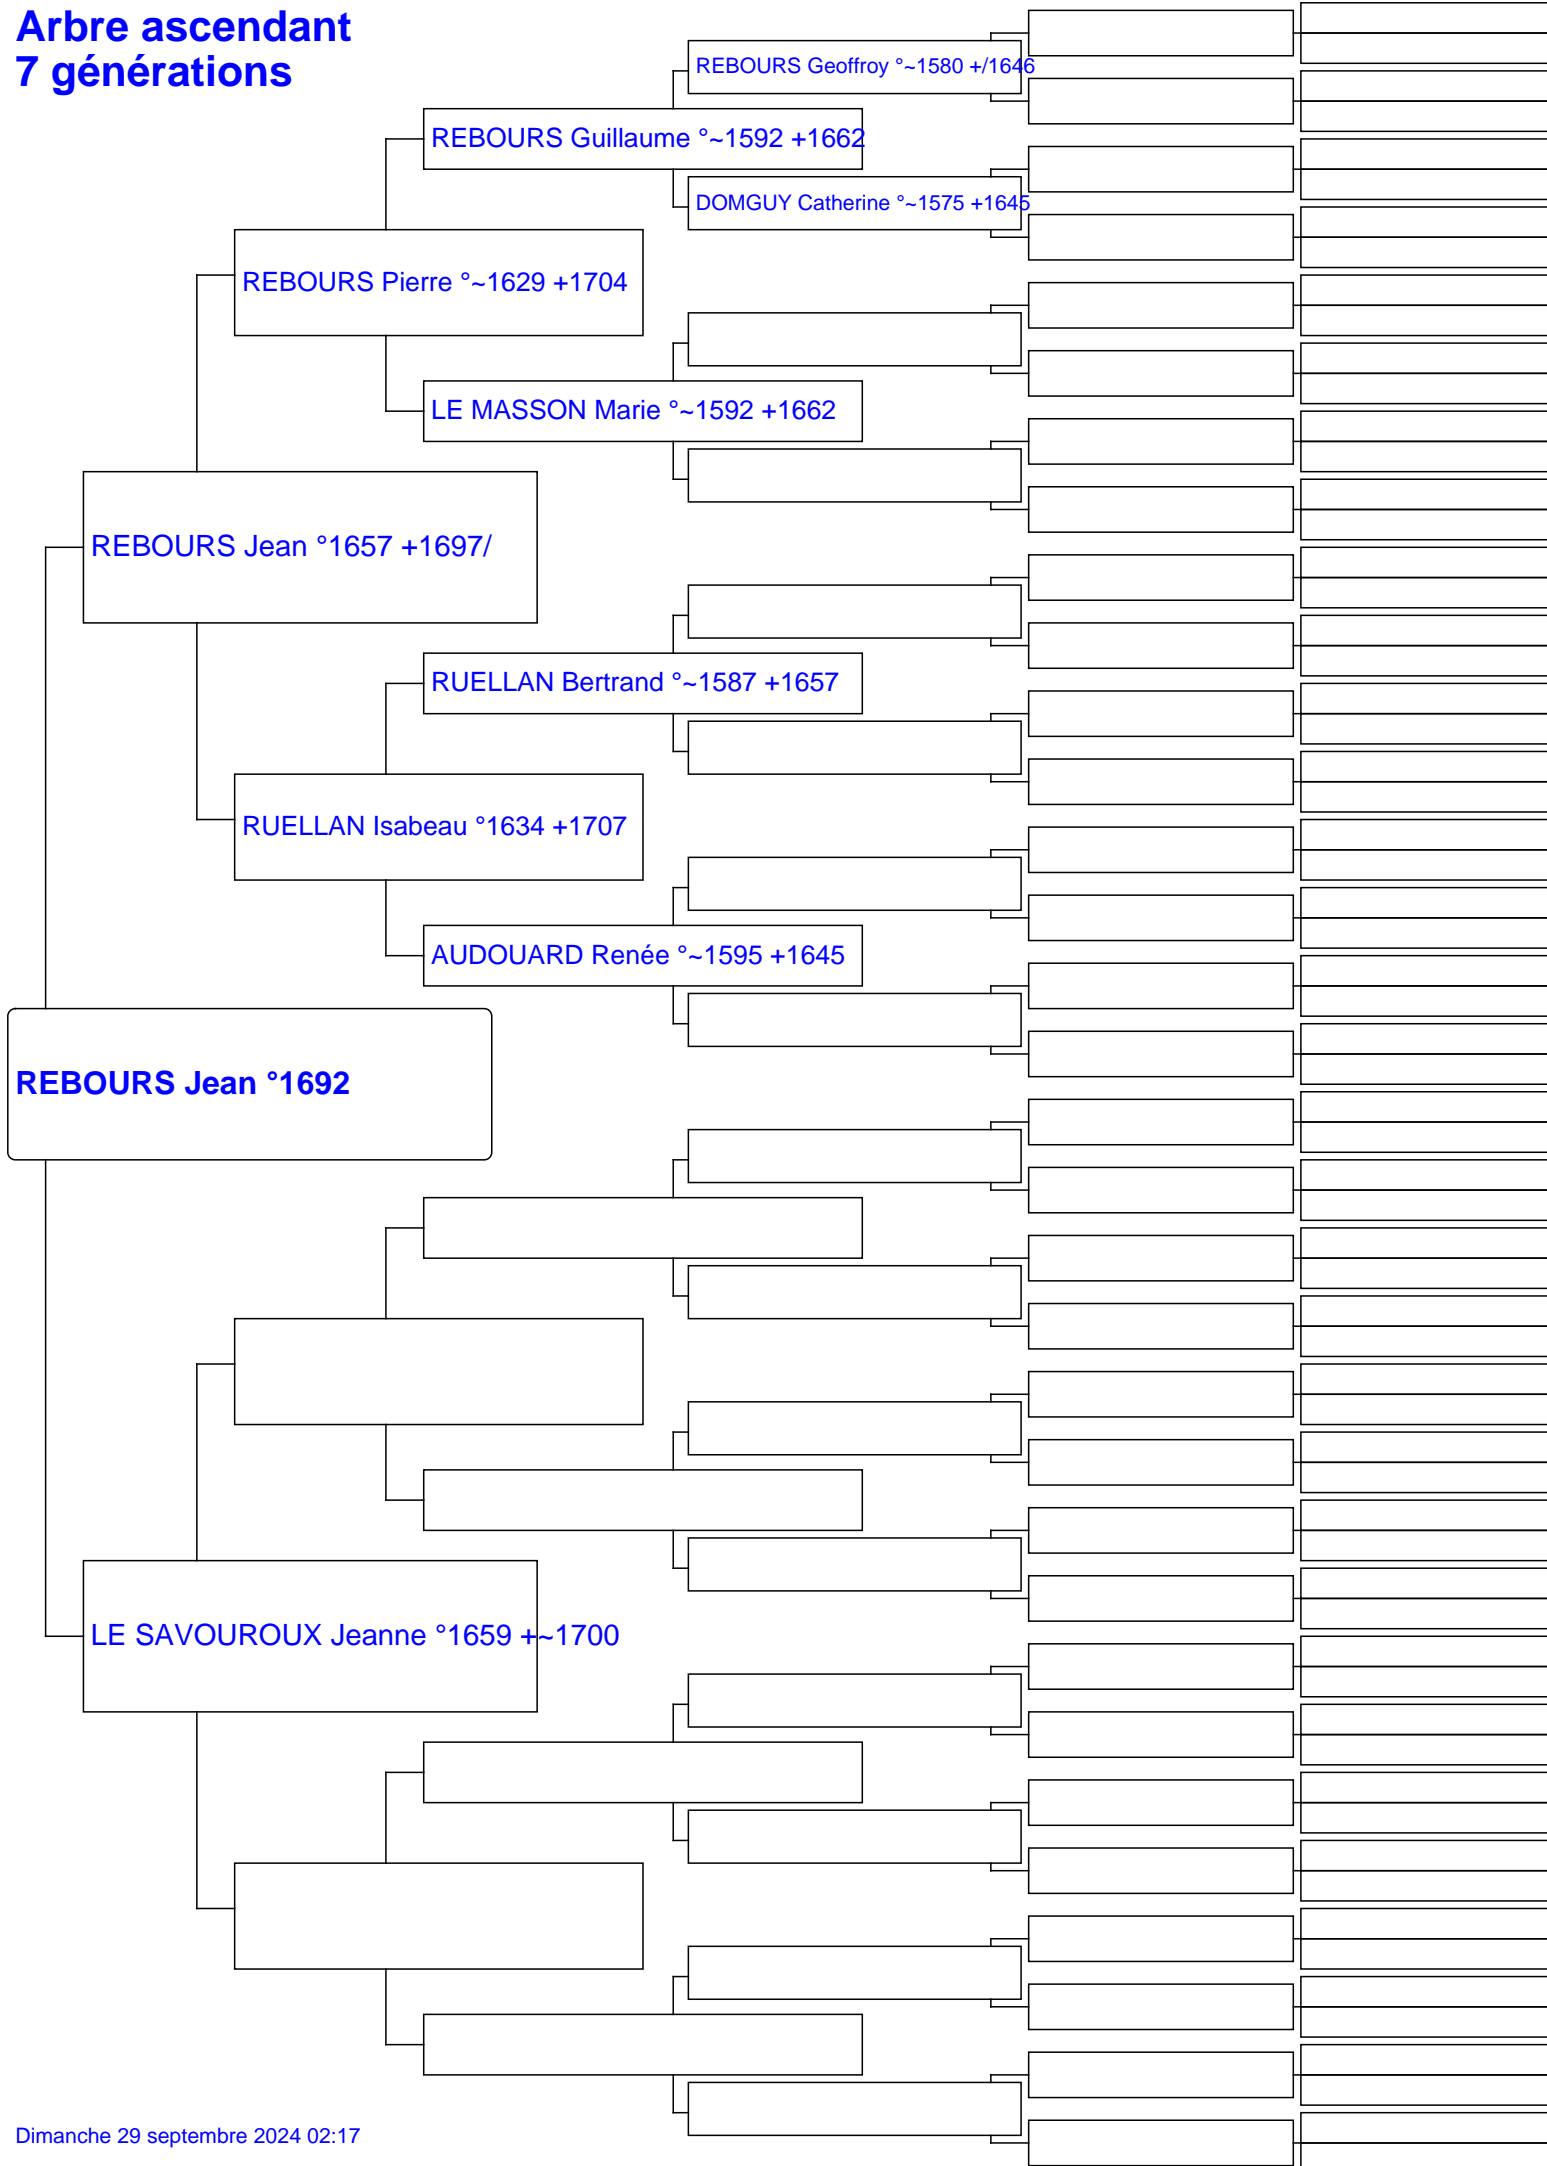 Arbre ascendant
7 générations
REBOURS Geoffroy °~1580 +/1646
REBOURS Guillaume °~1592 +1662
DOMGUY Catherine °~1575 +1645
REBOURS Pierre °~1629 +1704
LE MASSON Marie °~1592 +1662
REBOURS Jean °1657 +1697/
RUELLAN Bertrand °~1587 +1657
RUELLAN Isabeau °1634 +1707
AUDOUARD Renée °~1595 +1645
REBOURS Jean °1692
LE SAVOUROUX Jeanne °1659 +~1700
Dimanche 29 septembre 2024 02:17